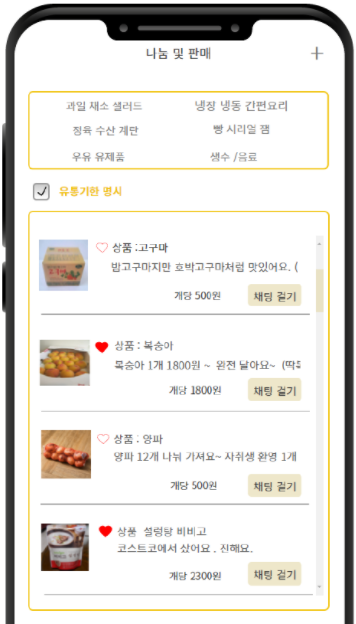 나눔 및 판매 +
과일 채소 샐러드 냉장 냉동 간편요리
정육 수산 계란 빵 시리얼 잼
우유 유제품 생수 /음료
유통기한 명시
상품 :고구마
밤고구마지만 호박고구마처럼 맛있어요. (
개당 500원 채팅 걸기
상품 : 복숭아
복숭아 1개 1800원 ~ 완전 달아요~ (딱복
개당 1800원 채팅 걸기
상품 : 양파
양파 12개 나눠 가져요~ 자취생 환영 1개
개당 500원 채팅 걸기
상품 설렁탕 비비고
코스트코에서 샀어요 . 진해요.
개당 2300원 채팅 걸기